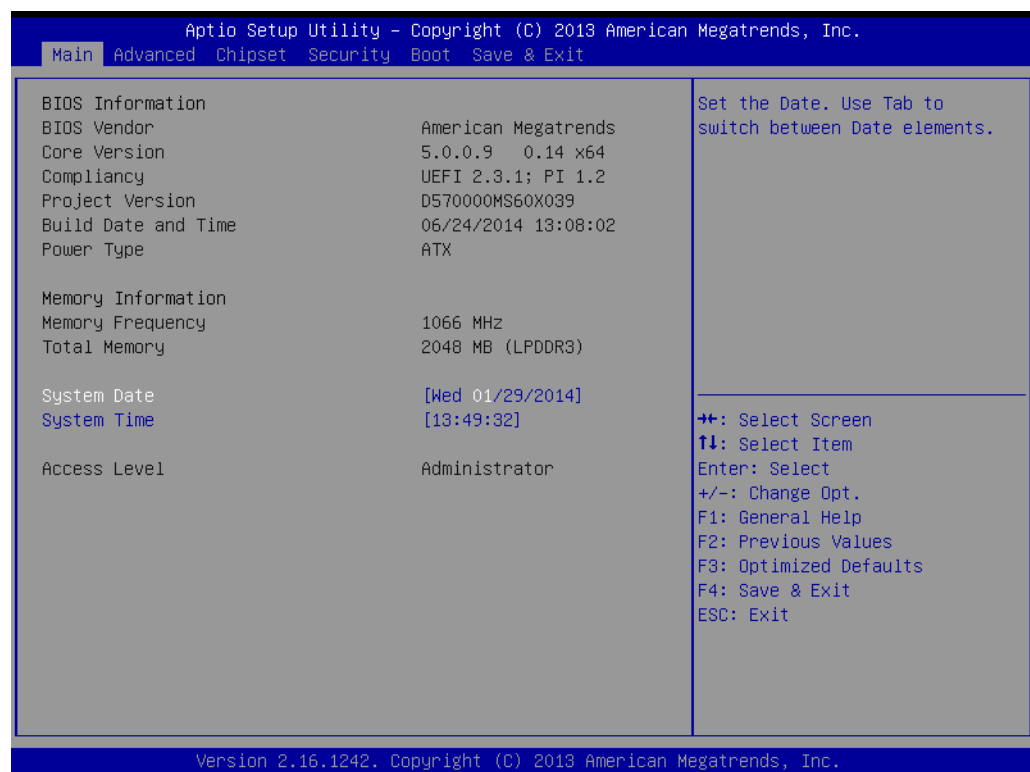 Aptio Setup Utility – Copyright (C) 2013 American Megatrends, Inc.
Main Advanced Chipset Security Boot Save & Exit
BIOS Information
BIOS Vendor American Megatrends
Core Version 5.0.0.9 0.14 x64
Compliancy UEFI 2.3.1; PI 1.2
Project Version D570000MS60X039
Build Date and Time 06/24/2014 13:08:02
Power Type ATX
Memory Information
Memory Frequency 1066 MHz
Total Memory 2048 MB (LPDDR3)
System Date [Wed 01/29/2014]
System Time [13:49:32]
Access Level Administrator
Set the Date. Use Tab to
switch between Date elements.
→←: Select Screen
↑↓: Select Item
Enter: Select
+/-: Change Opt.
F1: General Help
F2: Previous Values
F3: Optimized Defaults
F4: Save & Exit
ESC: Exit
Version 2.16.1242. Copyright (C) 2013 American Megatrends, Inc.